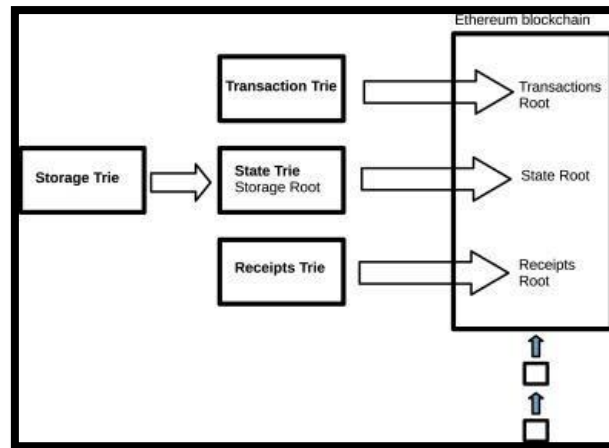 Ethereum blockchain
Transaction Trie
Transactions
Root
Storage Trie
State Trie
Storage Root
State Root
Receipts Trie
Receipts
Root